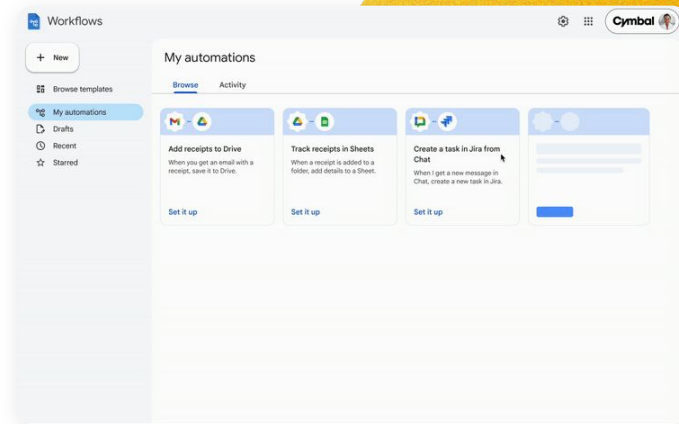 Workflows
Cymbal
New
Browse templates
My automations
Drafts
Recent
Starred
My automations
Browse Activity
Add receipts to Drive
When you get an email with a
receipt, save it to Drive.
Set it up
Track receipts in Sheets
When a receipt is added to a
folder, add details to a Sheet.
Set it up
Create a task in Jira from
Chat
When I get a new message in
Chat, create a new task in Jira.
Set it up